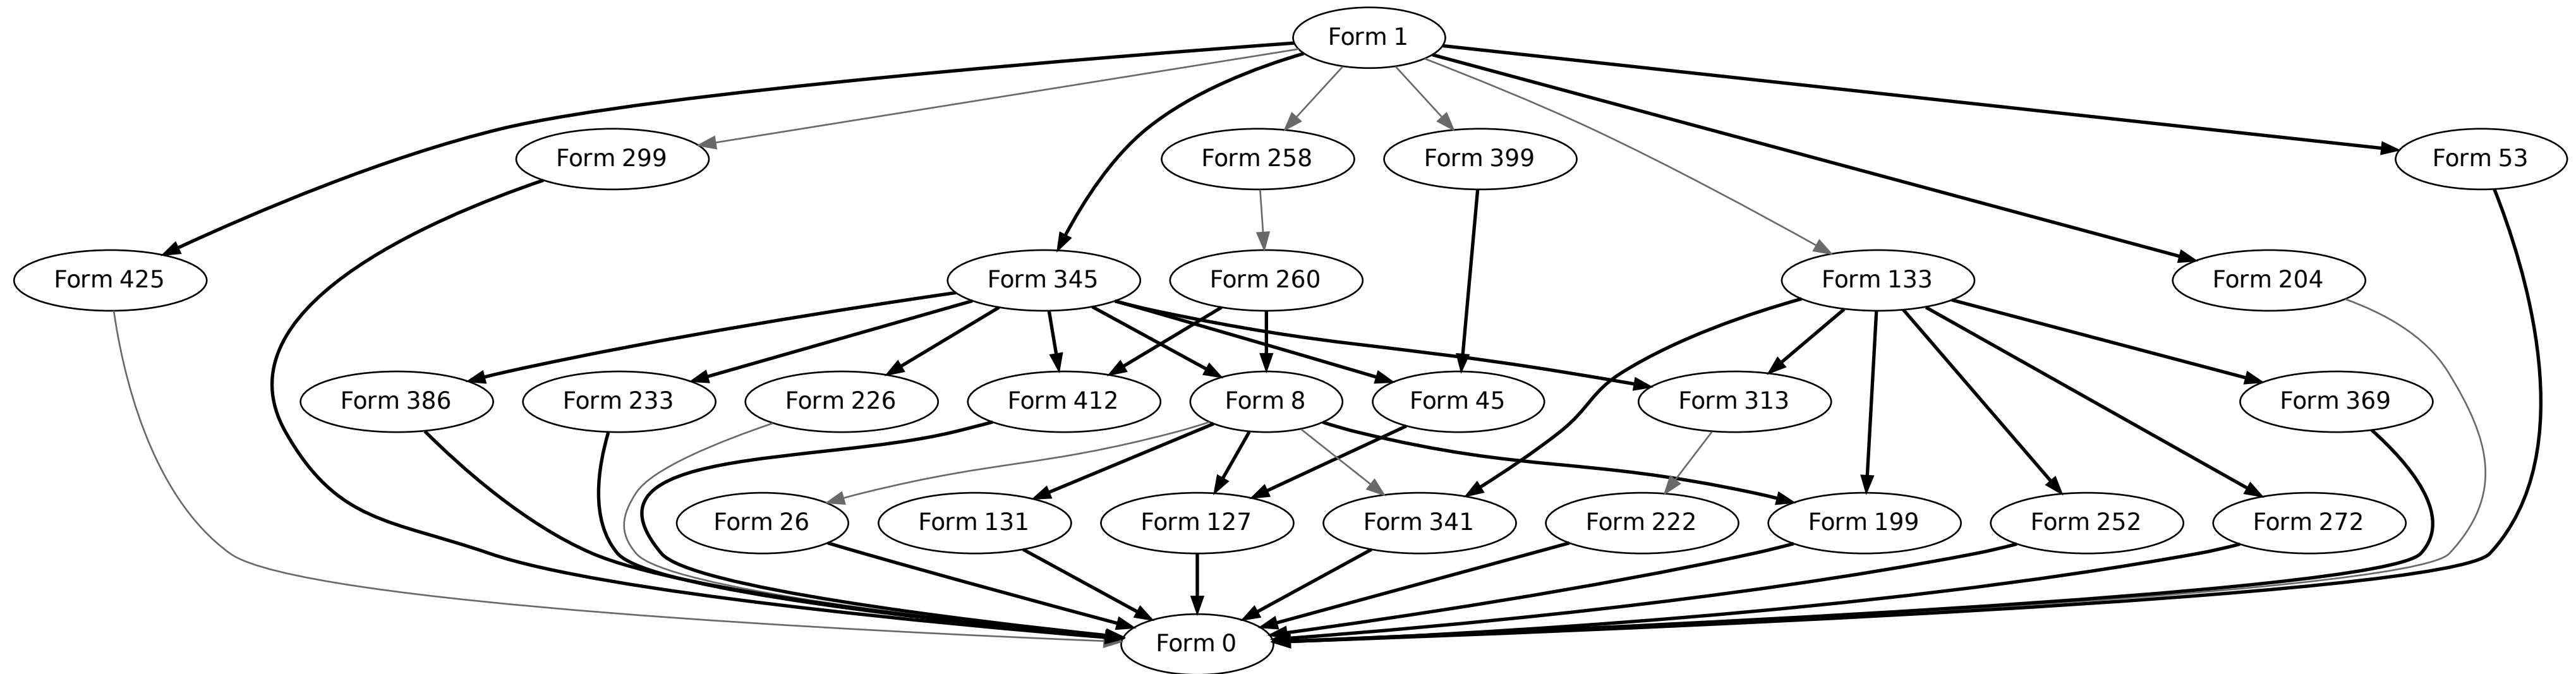 Form 1
Form 299
Form 258
Form 399
Form 53
Form 425
Form 345
Form 260
Form 133
Form 204
Form 386
Form 233
Form 226
Form 412
Form 8
Form 45
Form 313
Form 369
Form 26
Form 131
Form 127
Form 341
Form 222
Form 199
Form 252
Form 272
Form 0